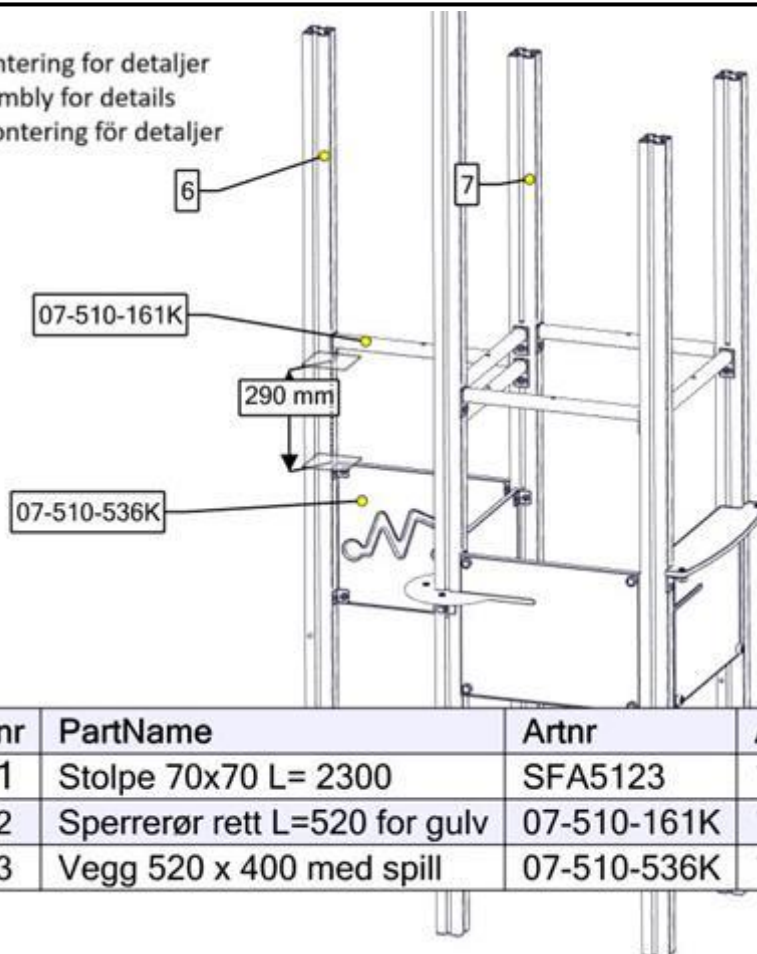 ntering for detaljer
mbly for details
ontering för detaljer
6
7
07-510-161K
290 mm
07-510-536K
nr PartName Artnr
1 Stolpe 70x70 L= 2300 SFA5123
2 Sperrerør rett L=520 for gulv 07-510-161K
3 Vegg 520 x 400 med spill 07-510-536K